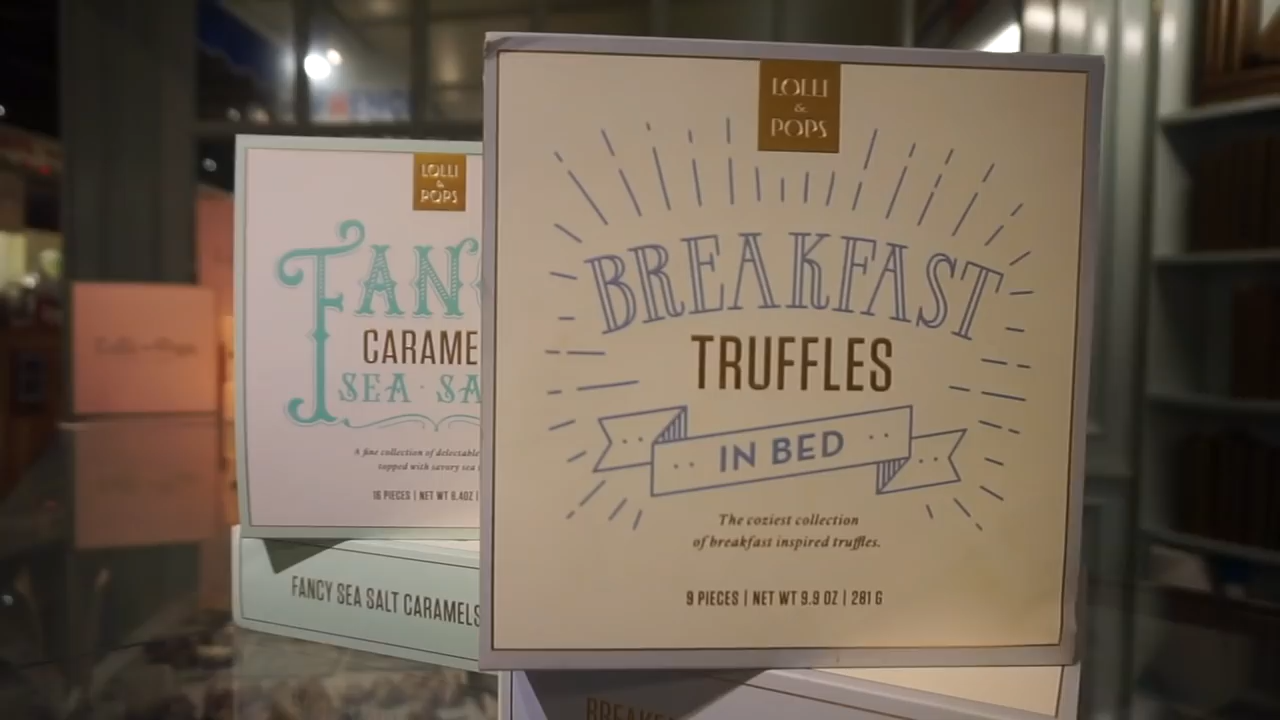 LOLLI
&
POPS
BREAKFAST
TRUFFLES
IN BED
The coziest collection
of breakfast inspired truffles.
9 PIECES | NET WT 9.9 OZ | 281 G
LOLLI
&
POPS
FANC
CARAME
SEA · SA
A fine collection of delectable
topped with savory sea
16 PIECES | NET WT 8.4OZ |
FANCY SEA SALT CARAMELS